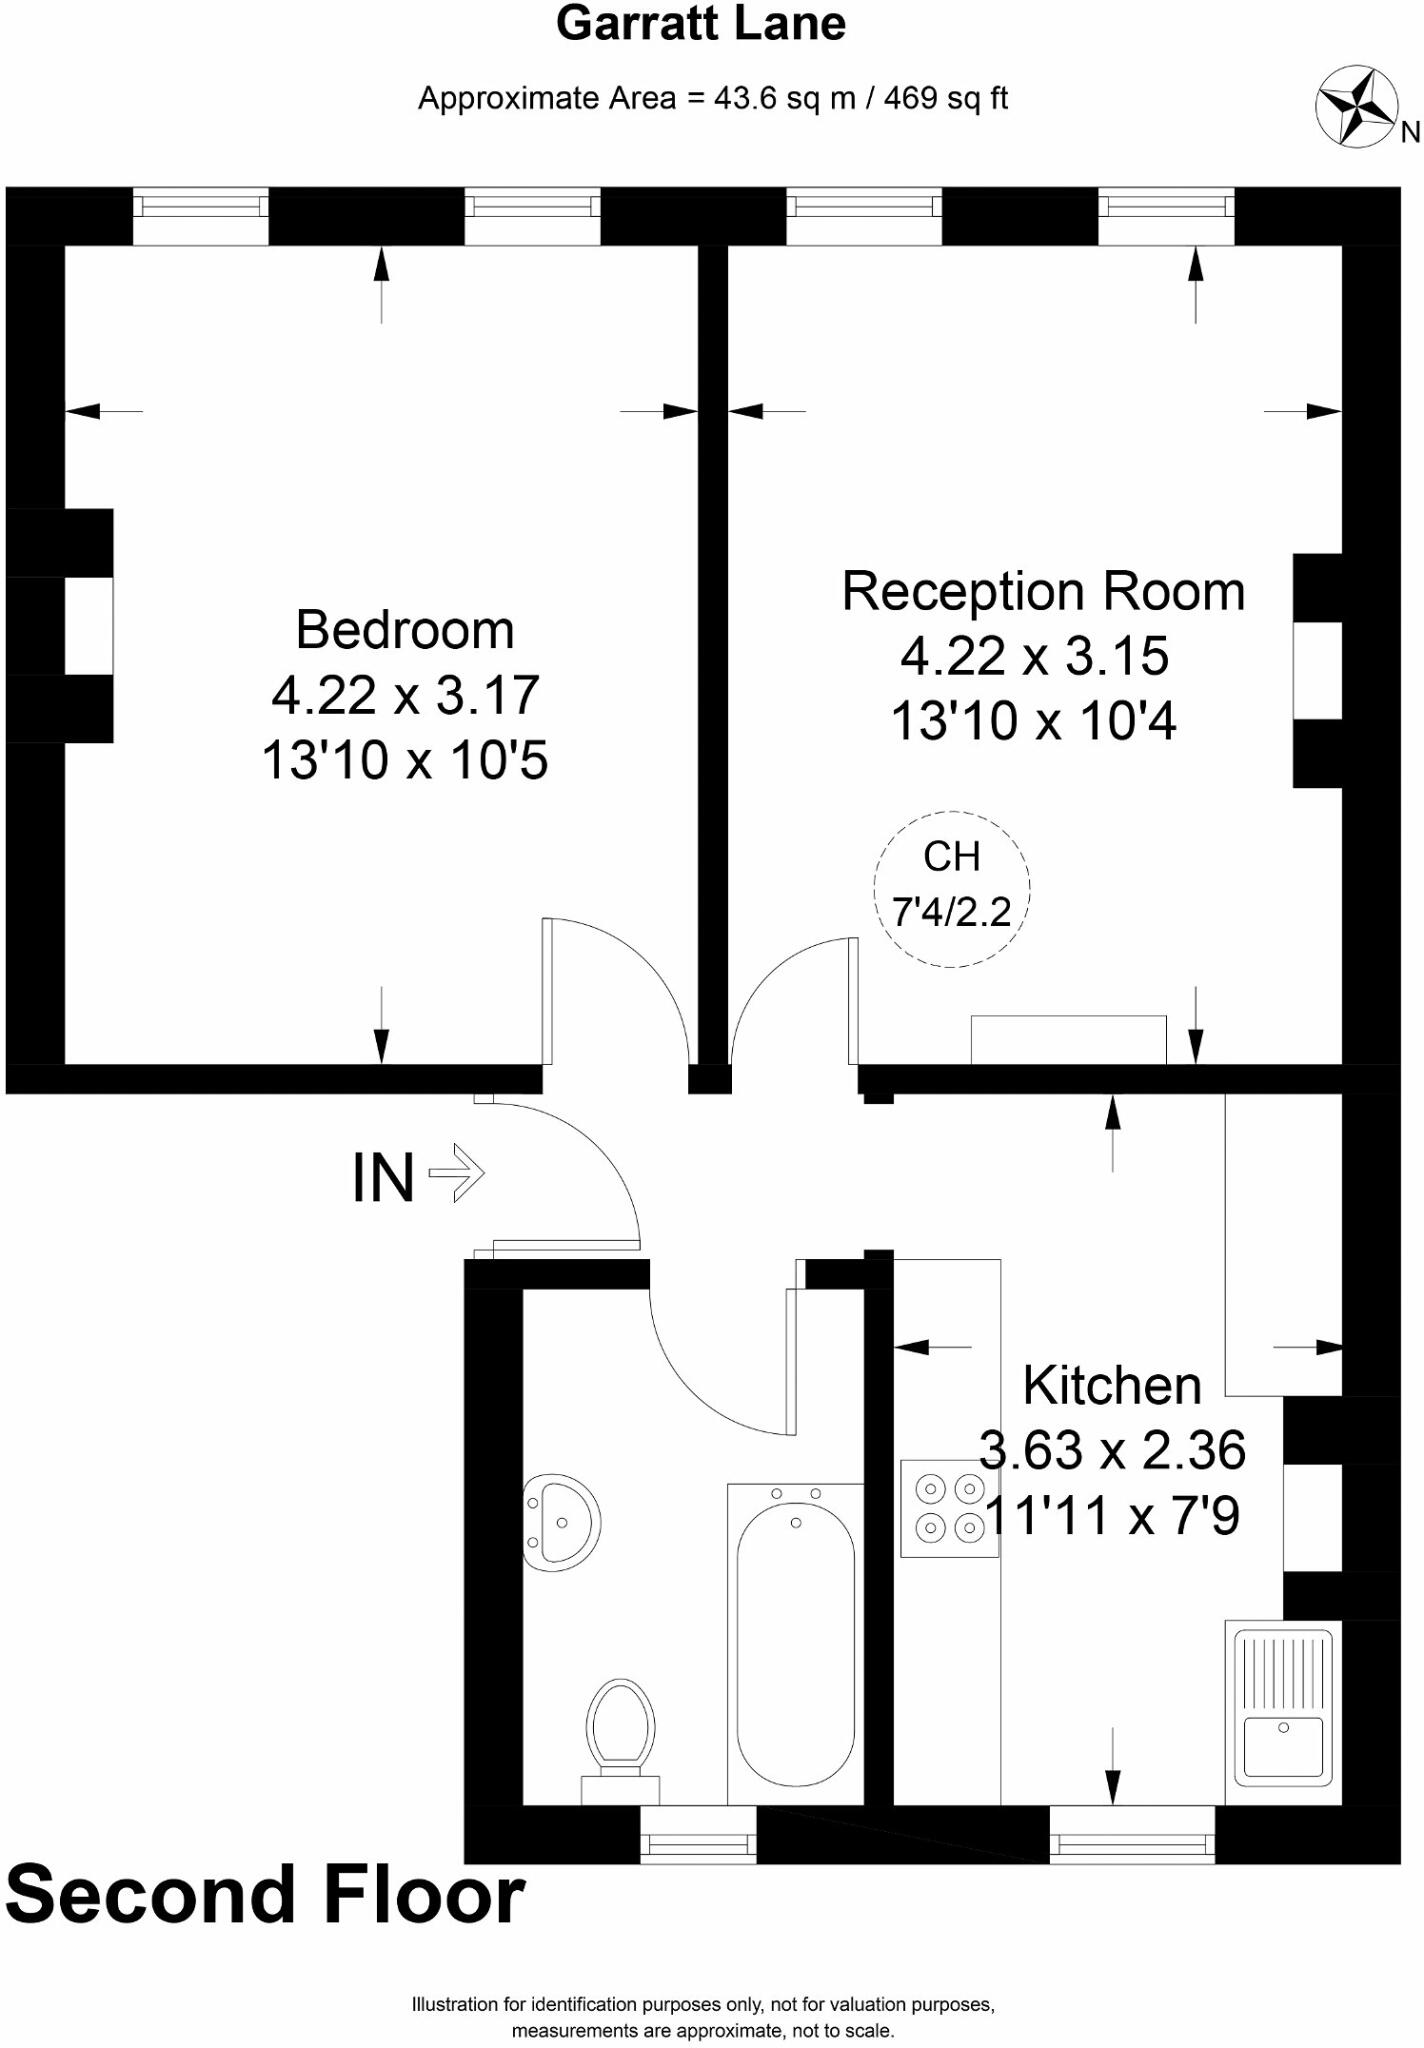 Garratt Lane
Approximate Area = 43.6 sq m / 469 sq ft
N
Bedroom
4.22 x 3.17
13'10 x 10'5
Reception Room
4.22 x 3.15
13'10 x 10'4
CH
7'4/2.2
IN
Kitchen
3.63 x 2.36
11'11 x 7'9
Second Floor
Illustration for identification purposes only, not for valuation purposes,
measurements are approximate, not to scale.